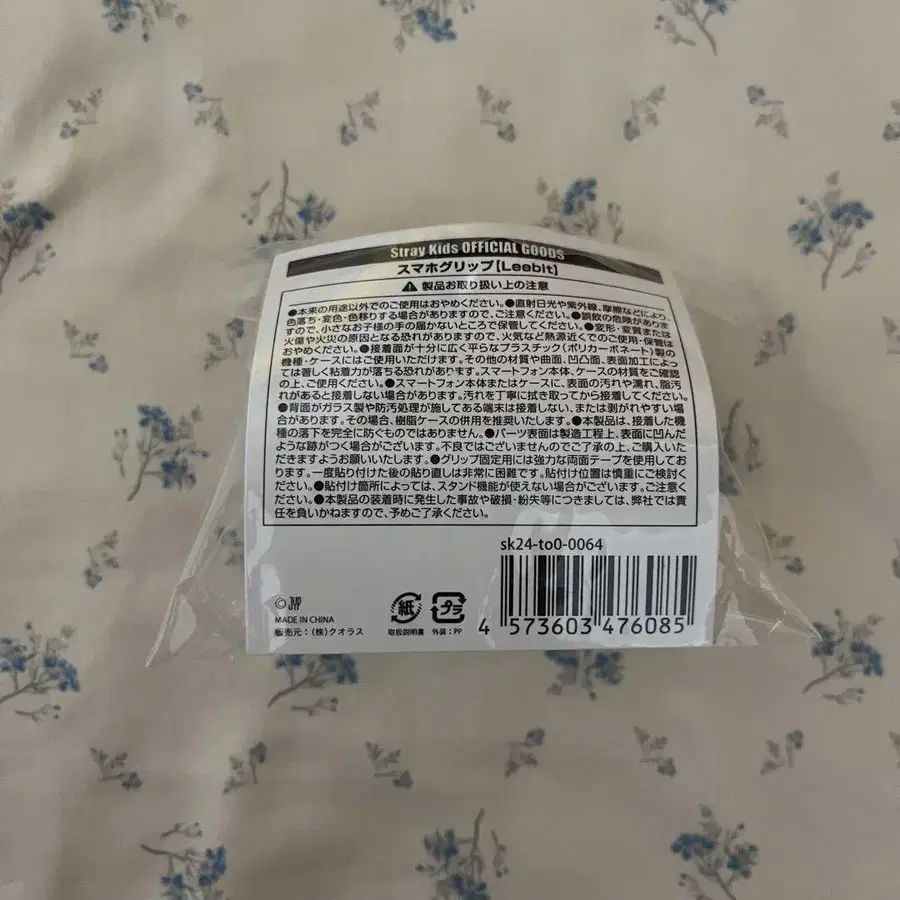 Stray Kids OFFICIAL GOODS
スマホグリップ【Leebit】
⚠ 製品お取り扱い上の注意
●本来の用途以外でのご使用はおやめください。●直射日光や紫外線、摩擦などにより、
色落ち・変色・色移りする場合がありますので、ご注意ください。●誤飲の危険がありま
すので、小さなお子様の手の届かないところで保管してください。●変形・変質または
火傷や火災の原因となる恐れがありますので、火気など熱源近くでのご使用・保管は
おやめください。●接着面が十分に広く平らなプラスチック(ポリカーボネート)製の
機種・ケースにはご使用いただけます。その他の材質や曲面、凹凸面、表面加工によっ
ては著しく粘着力が落ちる恐れがあります。スマートフォン本体、ケースの材質をご確認
の上、ご使用ください。●スマートフォン本体またはケースに、表面の汚れや濡れ、脂汚
れがあると接着しない場合があります。汚れを丁寧に拭き取ってから接着してください。
●背面がガラス製や防汚処理が施してある端末は接着しない、または剥がれやすい場
合があります。その場合、樹脂ケースの併用を推奨いたします。●本製品は、接着した機
種の落下を完全に防ぐものではありません。●パーツ表面は製造工程上、表面に凹んだ
ような跡がつく場合がございます。不良ではございませんのでご了承の上、ご購入いた
だきますようお願いいたします。●グリップ固定用には強力な両面テープを使用してお
ります。一度貼り付けた後の貼り直しは非常に困難です。貼付け位置は慎重にご検討く
ださい。●貼付け箇所によっては、スタンド機能が使えない場合がございます。ご注意く
ださい。●本製品の装着時に発生した事故や破損・紛失等につきましては、弊社では責
任を負いかねますので、予めご了承ください。
sk24-to0-0064
© JYP
MADE IN CHINA
販売元:(株)クオラス
紙
取扱説明書
プラ
外装:PP
4 573603 476085